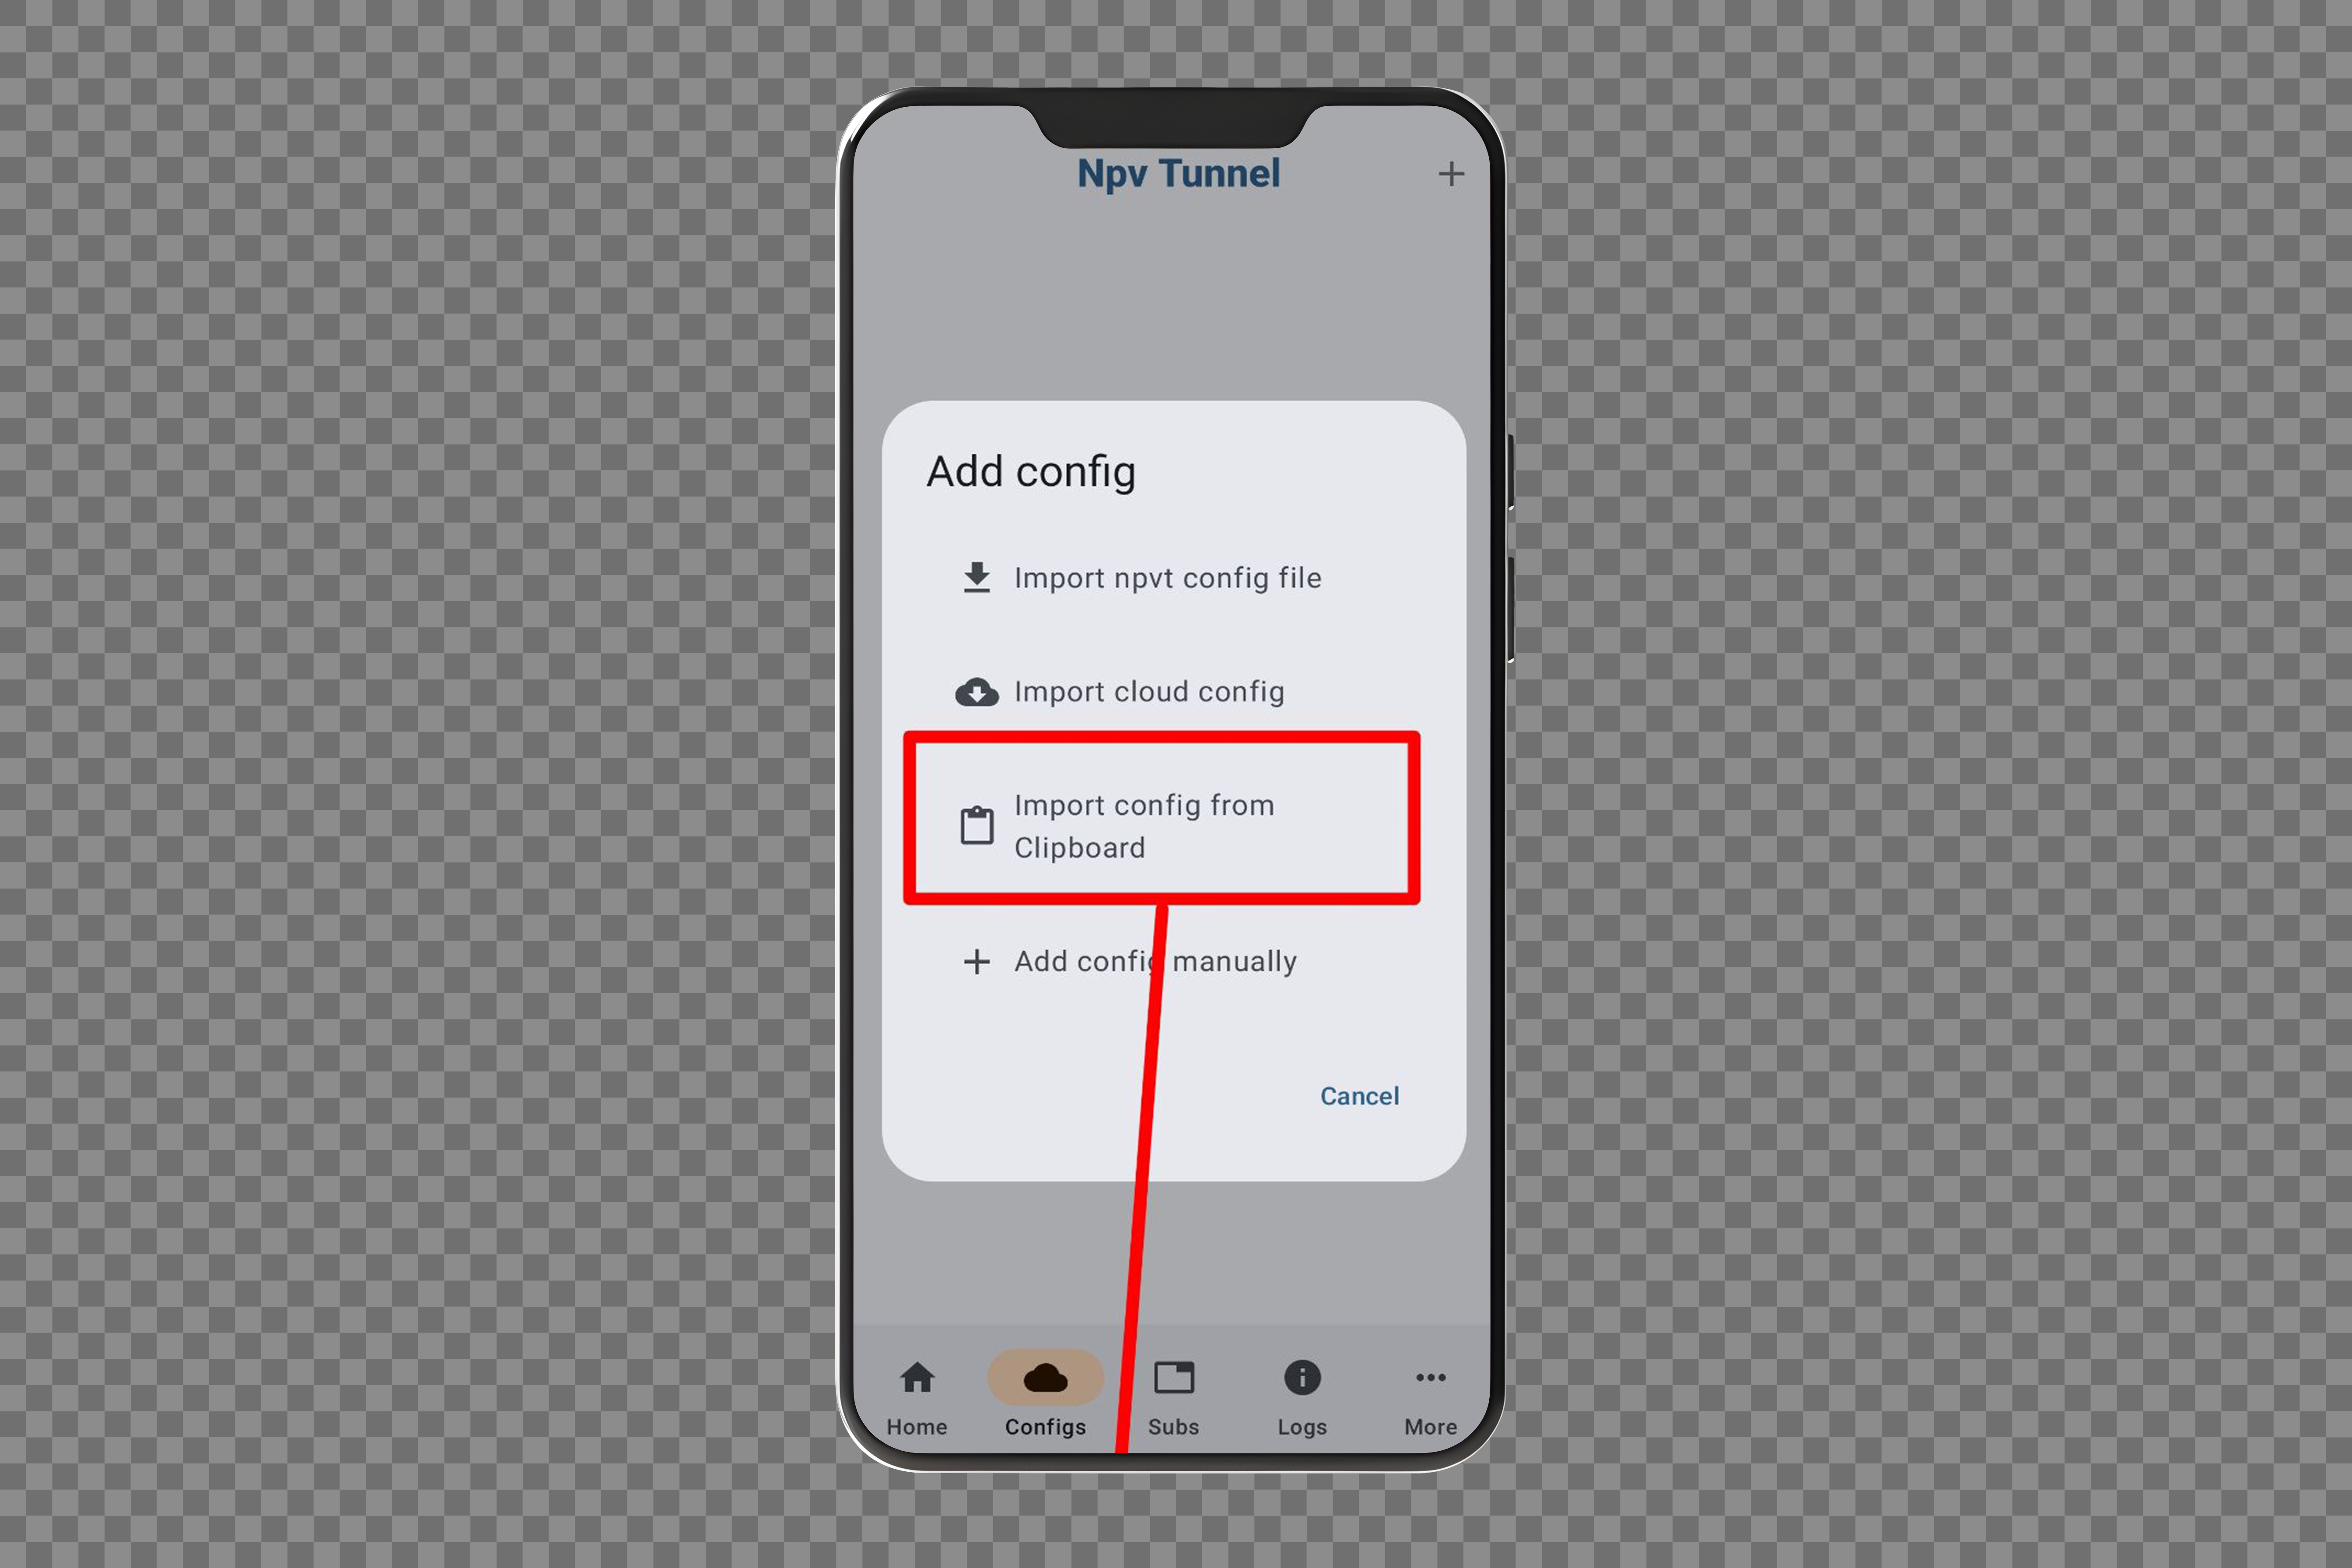 Npv Tunnel
Add config
Import npvt config file
Import cloud config
Import config from
Clipboard
Add config manually
Cancel
Home Configs Subs Logs More